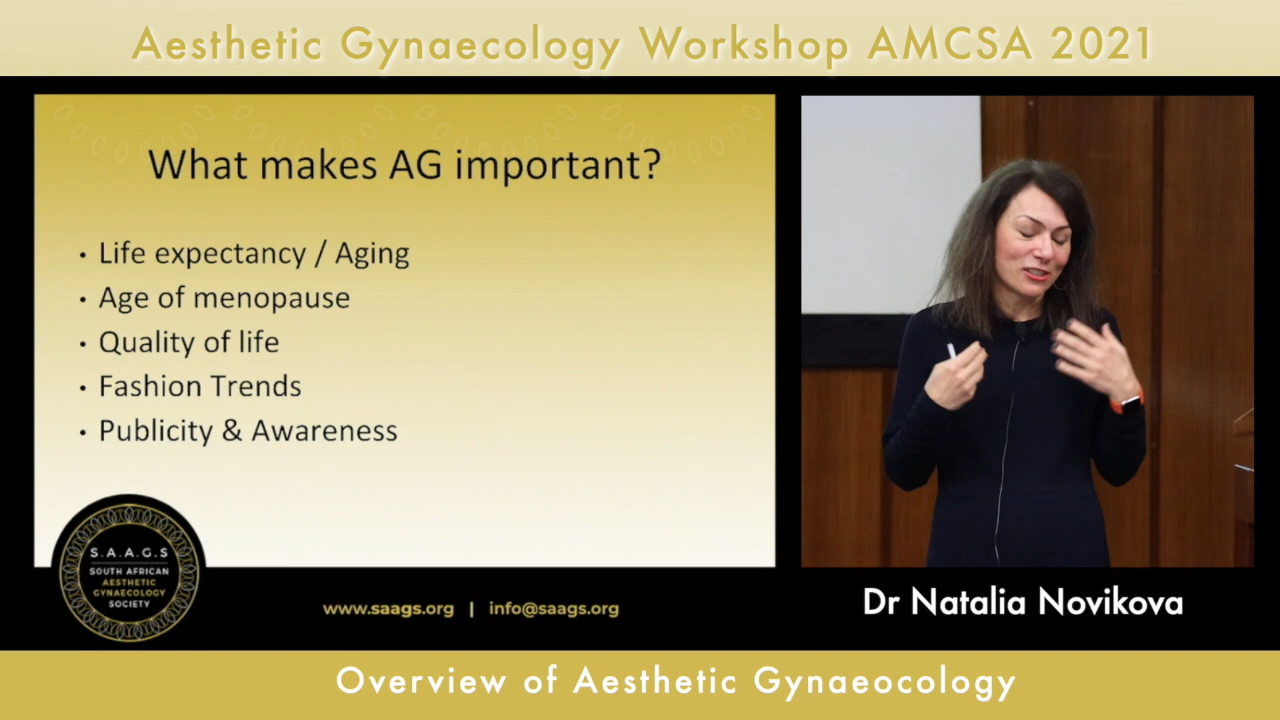 Aesthetic Gynaecology Workshop AMCSA 2021
What makes AG important?
• Life expectancy / Aging
• Age of menopause
• Quality of life
• Fashion Trends
• Publicity & Awareness
S.A.A.G.S
SOUTH AFRICAN
AESTHETIC
GYNAECOLOGY
SOCIETY
www.saags.org | info@saags.org
Dr Natalia Novikova
Overview of Aesthetic Gynaeocology